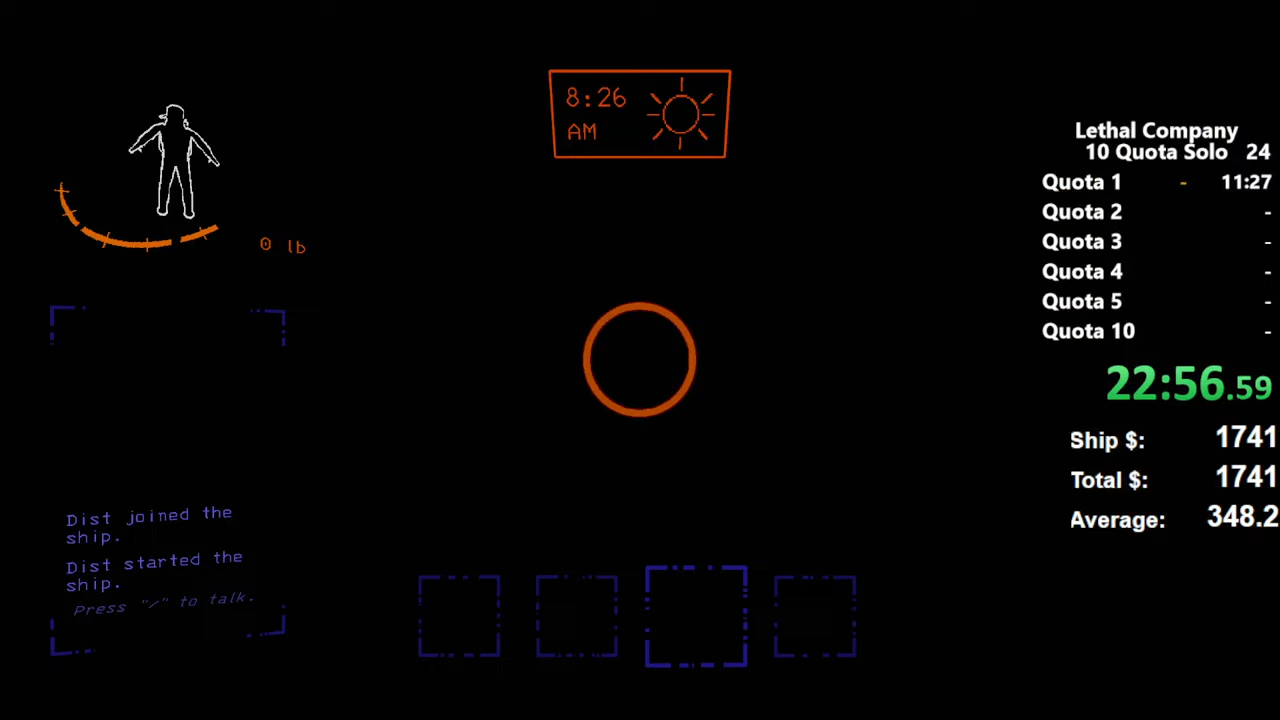 8:26
AM
0 lb
Dist joined the
ship.
Dist started the
ship.
Press "/" to talk.
Lethal Company
10 Quota Solo 24
Quota 1 - 11:27
Quota 2 -
Quota 3 -
Quota 4 -
Quota 5 -
Quota 10 -
22:56.59
Ship $: 1741
Total $: 1741
Average: 348.2